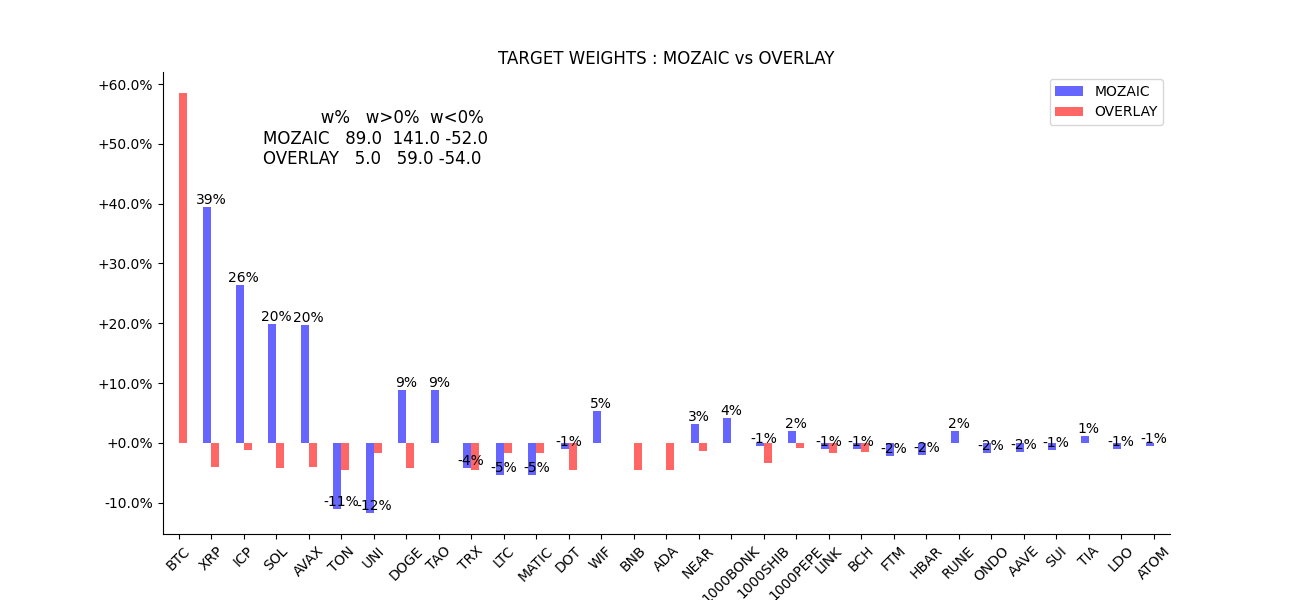 TARGET WEIGHTS : MOZAIC vs OVERLAY
+60.0%
+50.0%
+40.0%
+30.0%
+20.0%
+10.0%
+0.0%
-10.0%
w% w>0% w<0%
MOZAIC 89.0 141.0 -52.0
OVERLAY 5.0 59.0 -54.0
MOZAIC
OVERLAY
39%
26%
20%
20%
-11%
-12%
9%
9%
-4%
-5%
-5%
-1%
5%
3%
4%
-1%
2%
-1%
-1%
-2%
-2%
2%
-2%
-2%
-1%
1%
-1%
-1%
BTC
XRP
ICP
SOL
AVAX
TON
UNI
DOGE
TAO
TRX
LTC
MATIC
DOT
WIF
BNB
ADA
NEAR
1000BONK
1000SHIB
1000PEPE
LINK
BCH
FTM
HBAR
RUNE
ONDO
AAVE
SUI
TIA
LDO
ATOM